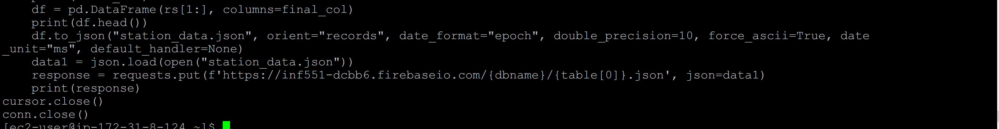 df = pd.DataFrame(rs[1:], columns=final_col)
    print(df.head())
    df.to_json("station_data.json", orient="records", date_format="epoch", double_precision=10, force_ascii=True, date
_unit="ms", default_handler=None)
    data1 = json.load(open("station_data.json"))
    response = requests.put(f'https://inf551-dcbb6.firebaseio.com/{dbname}/{table[0]}.json', json=data1)
    print(response)
cursor.close()
conn.close()
[ec2-user@ip-172-31-8-124 ~]$